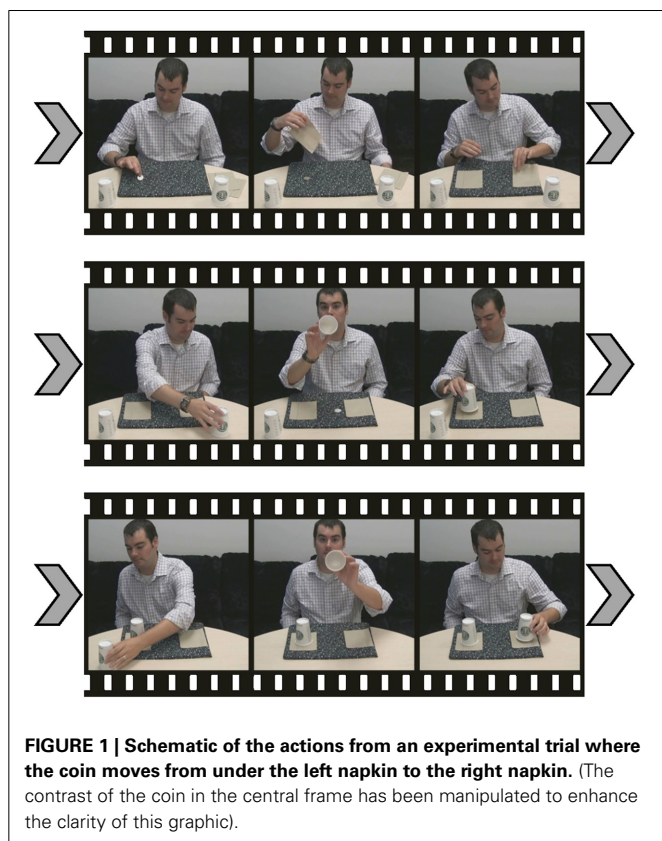 FIGURE 1 | Schematic of the actions from an experimental trial where
the coin moves from under the left napkin to the right napkin. (The
contrast of the coin in the central frame has been manipulated to enhance
the clarity of this graphic).